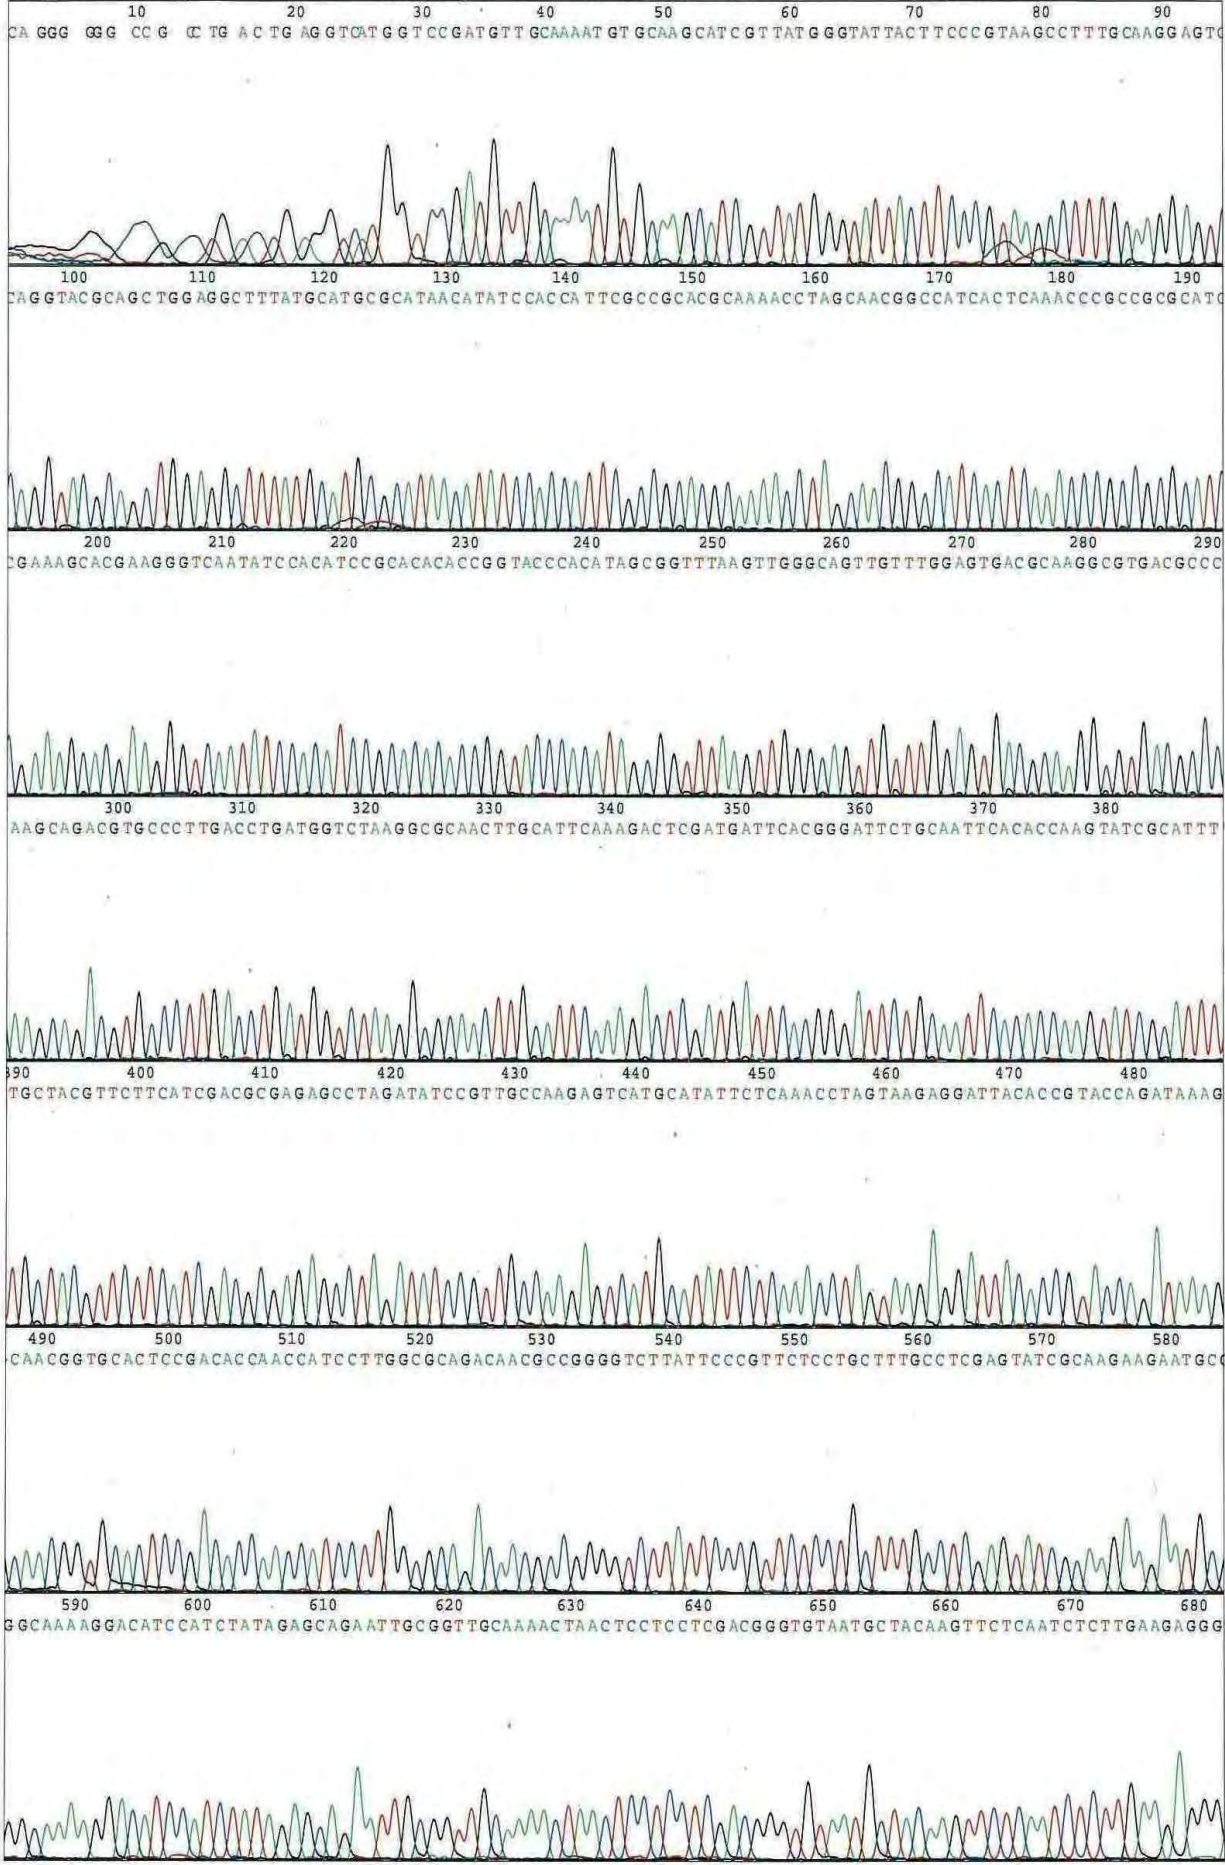 10 20 30 40 50 60 70 80 90
CA GGG GGG CCG CC TG ACTG AGGTCATGGTCCGATGTTGCAAAATGTGCAAGCATCGTTATGGGTATTACTTCCCGTAAGCCTTTGCAAGGAGTC
100 110 120 130 140 150 160 170 180 190
CAGGTACGCAGCTGGAGGCTTTATGCATGCGCATAACATATCCACCATTCGCCGCACGCAAAACCTAGCAACGGCCATCACTCAAACCCGCCGCGCATC
200 210 220 230 240 250 260 270 280 290
CGAAAGCACGAAGGGTCAATATCCACATCCGCACACACCGGTACCCACATAGCGGTTTAAGTTGGGCAGTTGTTTGGAGTGACGCAAGGCGTGACGCCC
300 310 320 330 340 350 360 370 380
AAGCAGACGTGCCCTTGACCTGATGGTCTAAGGCGCAACTTGCATTCAAAGACTCGATGATTCACGGGATTCTGCAATTCACACCAAGTATCGCATTT
390 400 410 420 430 440 450 460 470 480
TGCTACGTTCTTCATCGACGCGAGAGCCTAGATATCCGTTGCCAAGAGTCATGCATATTCTCAAACCTAGTAAGAGGATTACACCGTACCAGATAAAG
490 500 510 520 530 540 550 560 570 580
CAACGGTGCACTCCGACACCAACCATCCTTGGCGCAGACAACGCCGGGGTCTTATTCCCGTTCTCCTGCTTTGCCTCGAGTATCGCAAGAAGAATGCC
590 600 610 620 630 640 650 660 670 680
GGCAAAAGGACATCCATCTATAGAGCAGAATTGCGGTTGCAAAACTAACTCCTCCTCGACGGGTGTAATGCTACAAGTTCTCAATCTCTTGAAGAGGG